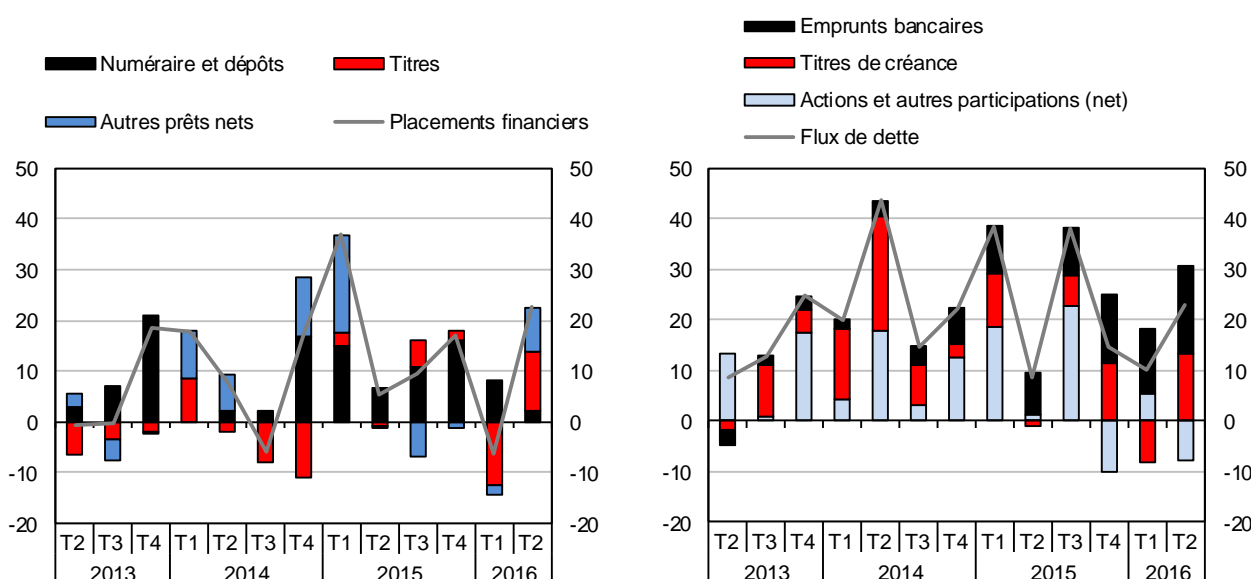 Numéraire et dépôts Titres
Autres prêts nets Placements financiers
50 50
40 40
30 30
20 20
10 10
0 0
-10 -10
-20 -20
T2 T3 T4 T1 T2 T3 T4 T1 T2 T3 T4 T1 T2
2013 2014 2015 2016
Emprunts bancaires
Titres de créance
Actions et autres participations (net)
Flux de dette
50 50
40 40
30 30
20 20
10 10
0 0
-10 -10
-20 -20
T2 T3 T4 T1 T2 T3 T4 T1 T2 T3 T4 T1 T2
2013 2014 2015 2016